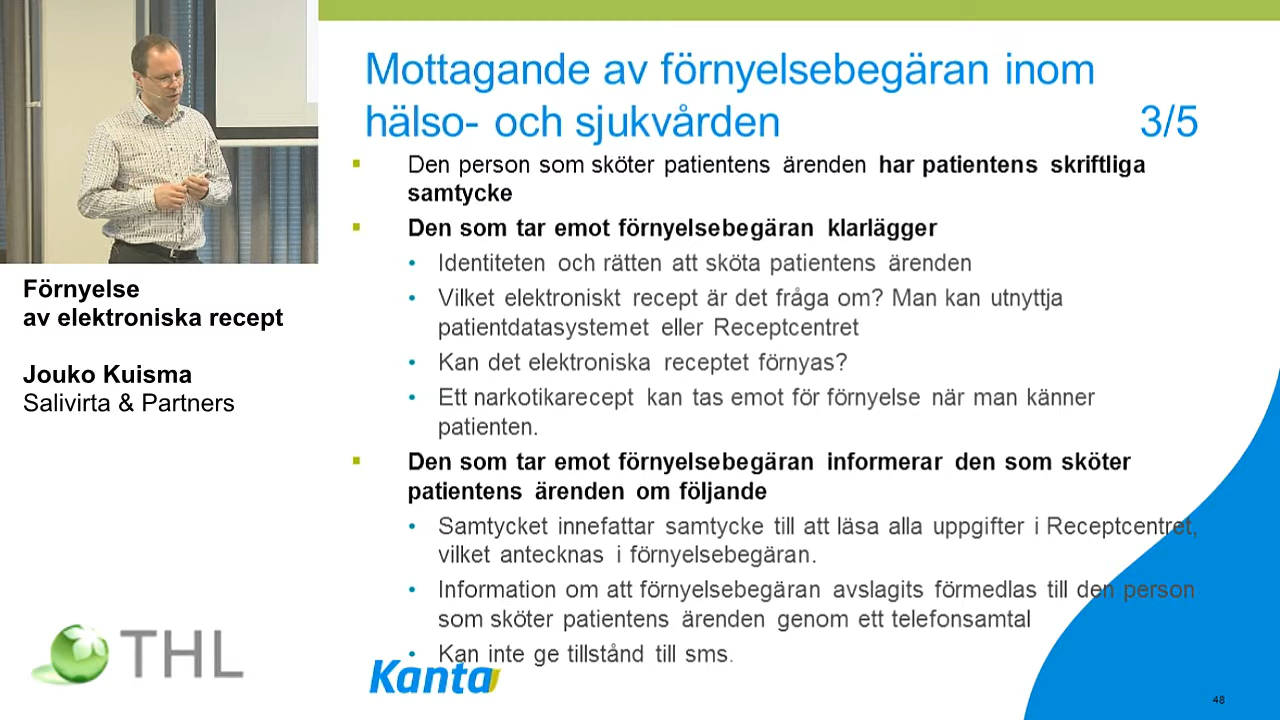 Mottagande av förnyelsebegäran inom
hälso- och sjukvården 3/5
Den person som sköter patientens ärenden har patientens skriftliga
samtycke
Den som tar emot förnyelsebegäran klarlägger
Identiteten och rätten att sköta patientens ärenden
Vilket elektroniskt recept är det fråga om? Man kan utnyttja
patientdatasystemet eller Receptcentret
Kan det elektroniska receptet förnyas?
Ett narkotikarecept kan tas emot för förnyelse när man känner
patienten.
Den som tar emot förnyelsebegäran informerar den som sköter
patientens ärenden om följande
Samtycket innefattar samtycke till att läsa alla uppgifter i Receptcentret,
vilket antecknas i förnyelsebegäran.
Information om att förnyelsebegäran avslagits förmedlas till den person
som sköter patientens ärenden genom ett telefonsamtal
Kan inte ge tillstånd till sms.
Förnyelse
av elektroniska recept
Jouko Kuisma
Salivirta & Partners
THL
Kanta
48